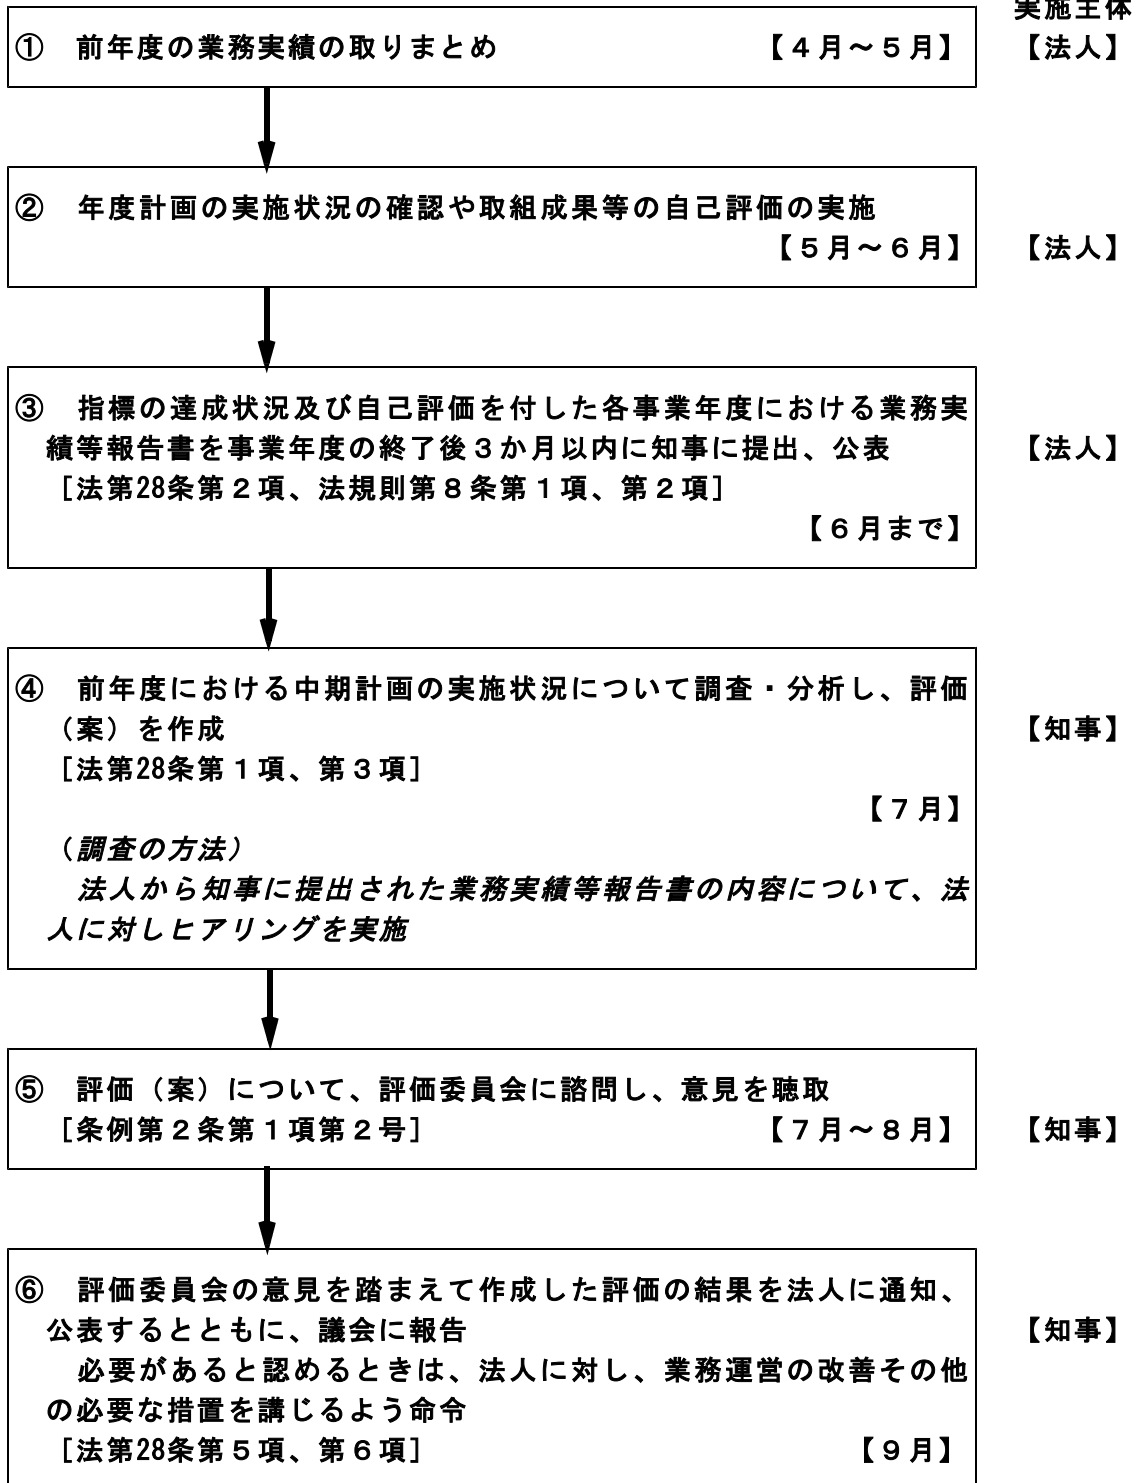 実施主体
①　前年度の業務実績の取りまとめ　【４月～５月】　【法人】
②　年度計画の実施状況の確認や取組成果等の自己評価の実施
【５月～６月】　【法人】
③　指標の達成状況及び自己評価を付した各事業年度における業務実
績等報告書を事業年度の終了後３か月以内に知事に提出、公表　【法人】
［法第28条第２項、法規則第８条第１項、第２項］
【６月まで】
④　前年度における中期計画の実施状況について調査・分析し、評価
（案）を作成　【知事】
［法第28条第１項、第３項］
【７月】
（調査の方法）
法人から知事に提出された業務実績等報告書の内容について、法
人に対しヒアリングを実施
⑤　評価（案）について、評価委員会に諮問し、意見を聴取
［条例第２条第１項第２号］　【７月～８月】　【知事】
⑥　評価委員会の意見を踏まえて作成した評価の結果を法人に通知、
公表するとともに、議会に報告　【知事】
必要があると認めるときは、法人に対し、業務運営の改善その他
の必要な措置を講じるよう命令
［法第28条第５項、第６項］　【９月】